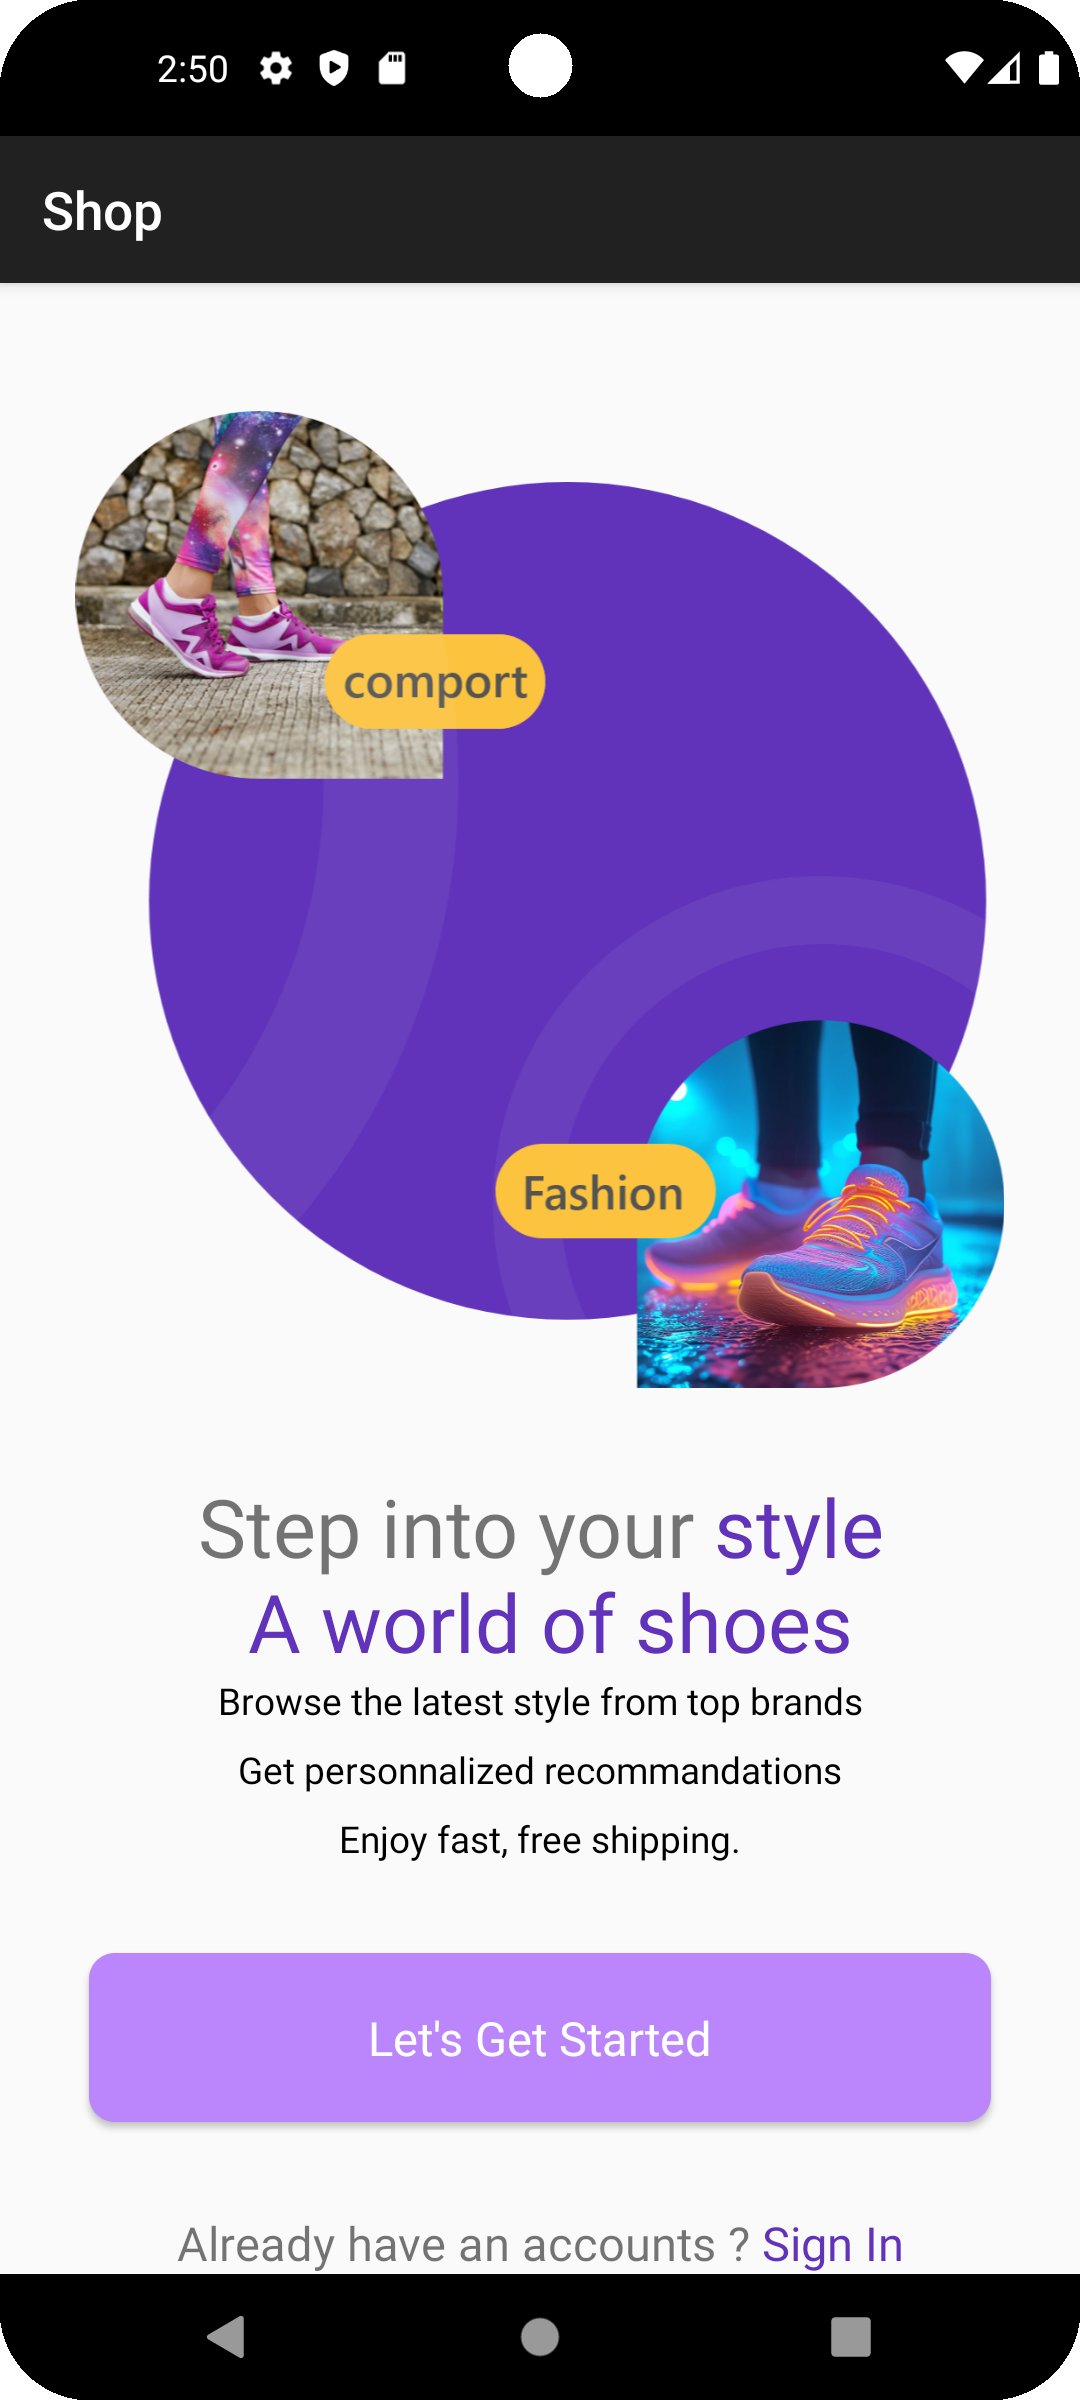 2:50
Shop
comport
Fashion
Step into your style
A world of shoes
Browse the latest style from top brands
Get personnalized recommandations
Enjoy fast, free shipping.
Let's Get Started
Already have an accounts ? Sign In